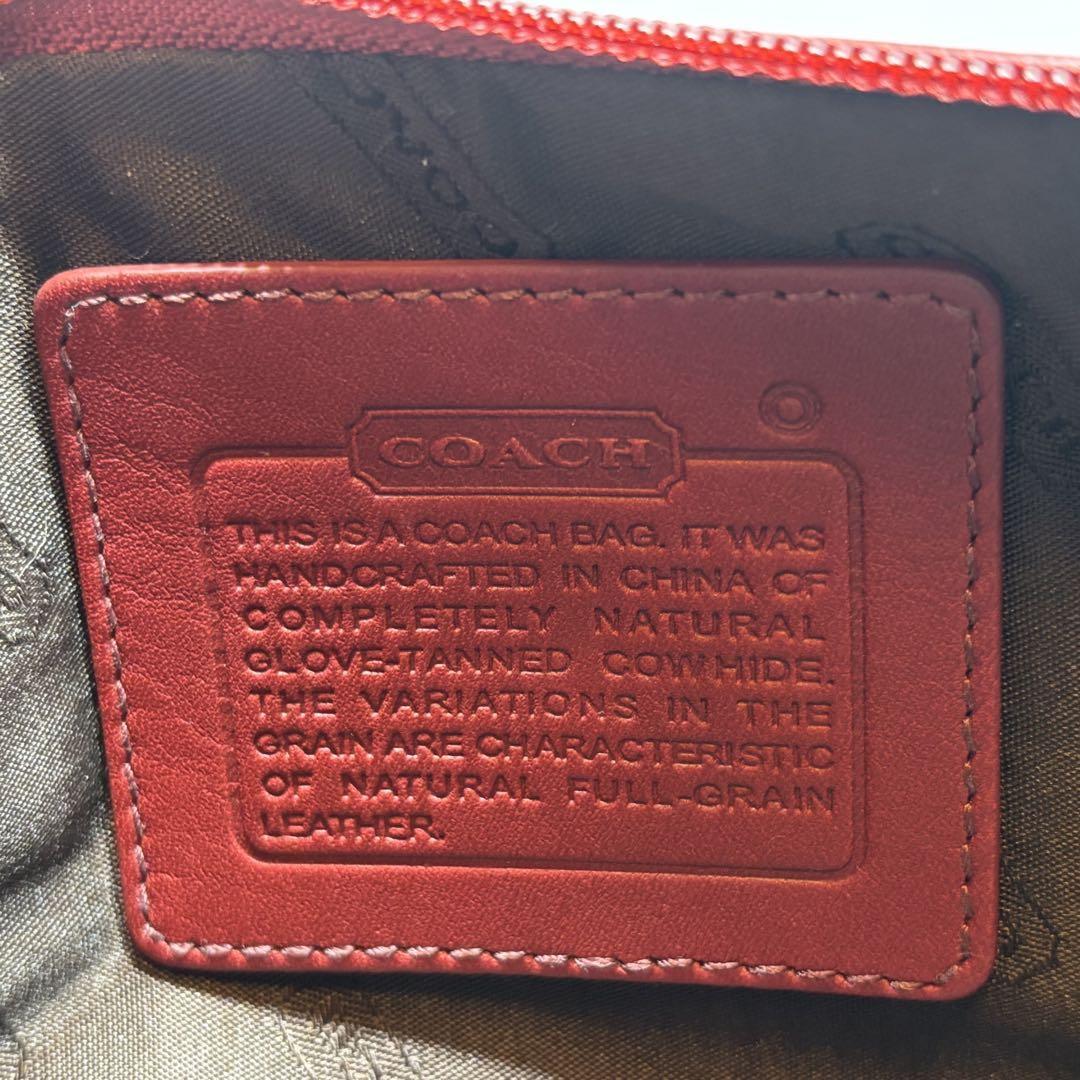 COACH
THIS IS A COACH BAG. IT WAS
HANDCRAFTED IN CHINA OF
COMPLETELY NATURAL
GLOVE-TANNED COWHIDE.
THE VARIATIONS IN THE
GRAIN ARE CHARACTERISTIC
OF NATURAL FULL-GRAIN
LEATHER.